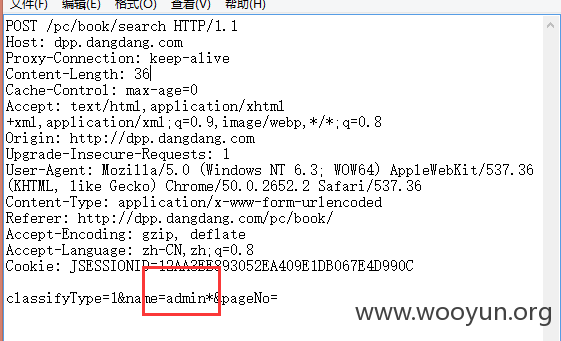 文件(F) 编辑(E) 格式(O) 查看(V) 帮助(H)
POST /pc/book/search HTTP/1.1
Host: dpp.dangdang.com
Proxy-Connection: keep-alive
Content-Length: 36
Cache-Control: max-age=0
Accept: text/html,application/xhtml
+xml,application/xml;q=0.9,image/webp,*/*;q=0.8
Origin: http://dpp.dangdang.com
Upgrade-Insecure-Requests: 1
User-Agent: Mozilla/5.0 (Windows NT 6.3; WOW64) AppleWebKit/537.36
(KHTML, like Gecko) Chrome/50.0.2652.2 Safari/537.36
Content-Type: application/x-www-form-urlencoded
Referer: http://dpp.dangdang.com/pc/book/
Accept-Encoding: gzip, deflate
Accept-Language: zh-CN,zh;q=0.8
Cookie: JSESSIONID=12AA3EE893052EA409E1DB067E4D990C
classifyType=1&name=admin*&pageNo=
www.wooyun.org